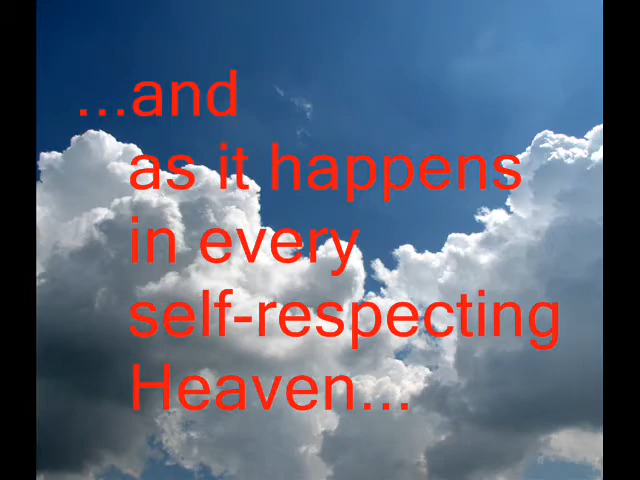 ...and
as it happens
in every
self-respecting
Heaven...